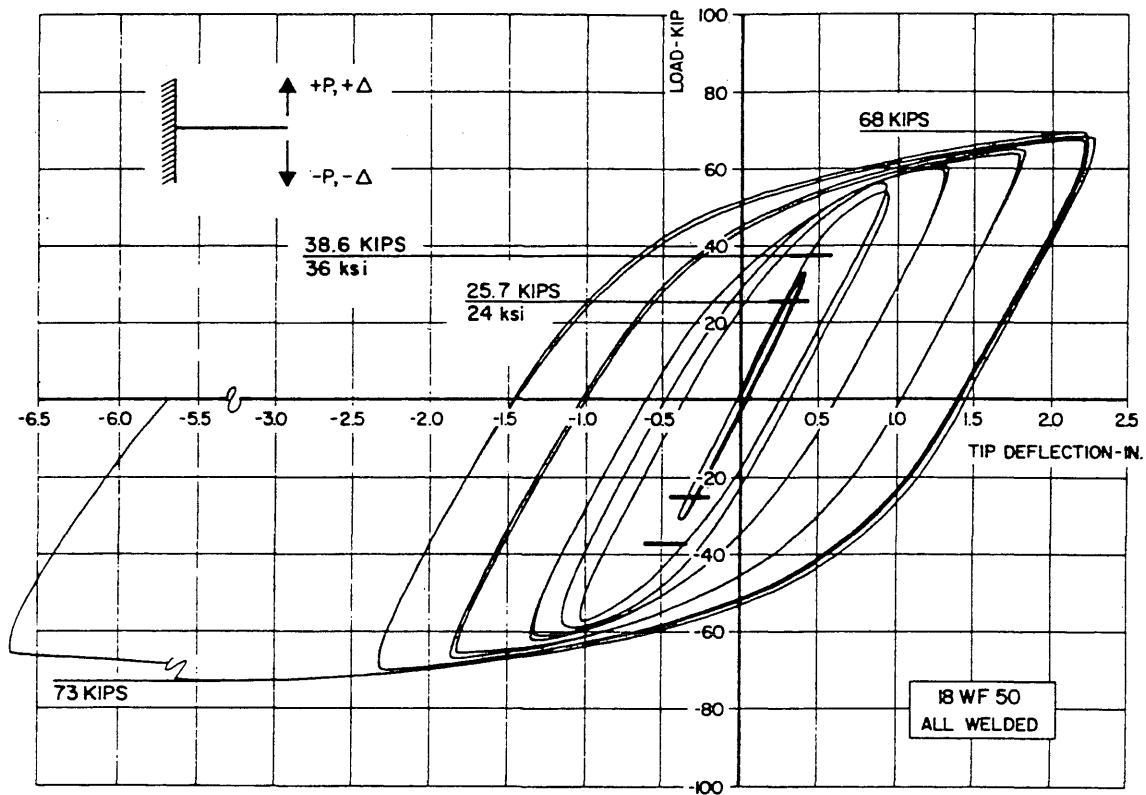 100
LOAD-KIP
80
+P, +Δ
68 KIPS
60
-P, -Δ
40
38.6 KIPS
36 ksi
25.7 KIPS
24 ksi
20
-6.5 -6.0 -5.5 -3.0 -2.5 -2.0 -1.5 -1.0 -0.5 0 0.5 1.0 1.5 2.0 2.5
TIP DEFLECTION-IN.
-20
-40
-60
73 KIPS
-80
18 WF 50
ALL WELDED
-100